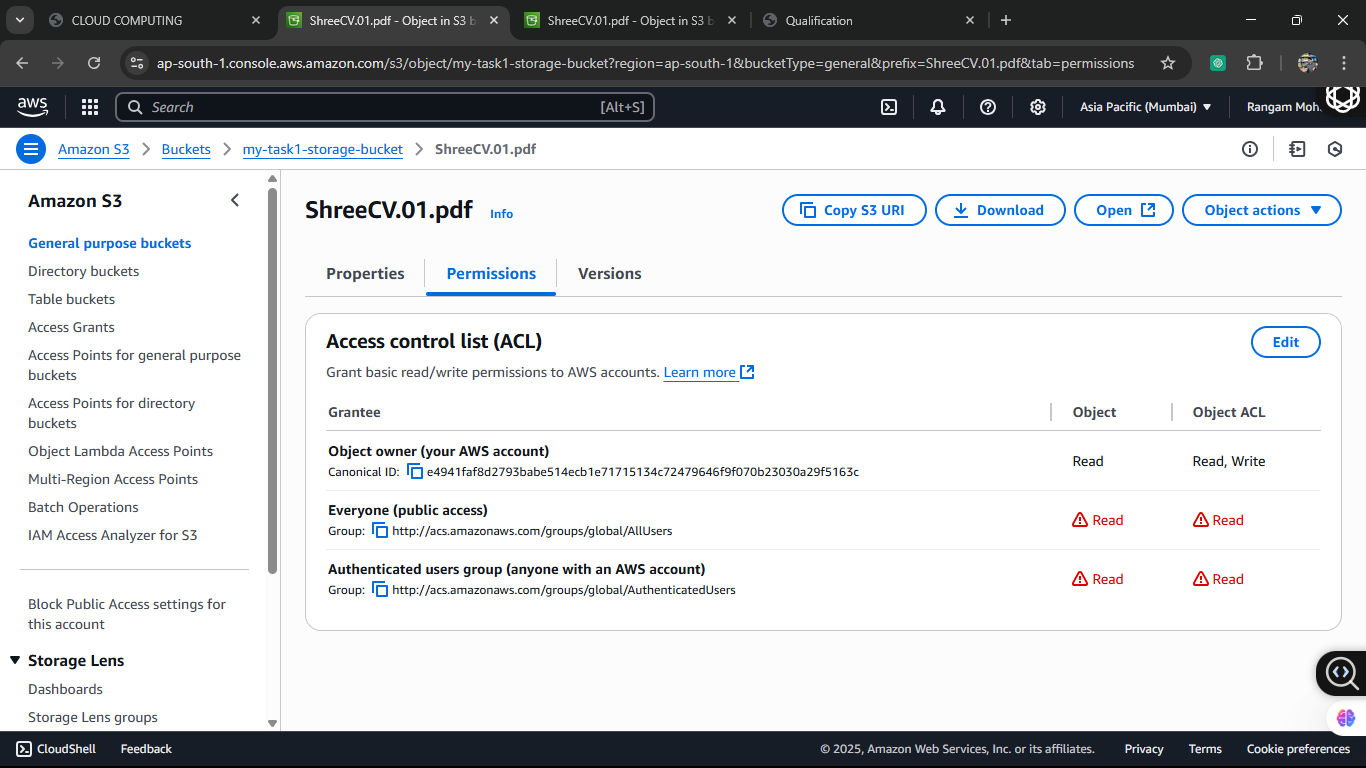 CLOUD COMPUTING
ShreeCV.01.pdf - Object in S3 b
ShreeCV.01.pdf - Object in S3 b
Qualification
ap-south-1.console.aws.amazon.com/s3/object/my-task1-storage-bucket?region=ap-south-1&bucketType=general&prefix=ShreeCV.01.pdf&tab=permissions
aws
Search
[Alt+S]
Asia Pacific (Mumbai)
Rangam Moh
Amazon S3
Buckets
my-task1-storage-bucket
ShreeCV.01.pdf
Amazon S3
General purpose buckets
Directory buckets
Table buckets
Access Grants
Access Points for general purpose
buckets
Access Points for directory
buckets
Object Lambda Access Points
Multi-Region Access Points
Batch Operations
IAM Access Analyzer for S3
Block Public Access settings for
this account
Storage Lens
Dashboards
Storage Lens groups
ShreeCV.01.pdf Info
Copy S3 URI
Download
Open
Object actions
Properties
Permissions
Versions
Access control list (ACL)
Edit
Grant basic read/write permissions to AWS accounts. Learn more
Grantee Object Object ACL
Object owner (your AWS account)
Canonical ID: e4941faf8d2793babe514ecb1e71715134c72479646f9f070b23030a29f5163c
Read Read, Write
Everyone (public access)
Group: http://acs.amazonaws.com/groups/global/AllUsers
Read Read
Authenticated users group (anyone with an AWS account)
Group: http://acs.amazonaws.com/groups/global/AuthenticatedUsers
Read Read
CloudShell
Feedback
© 2025, Amazon Web Services, Inc. or its affiliates.
Privacy
Terms
Cookie preferences